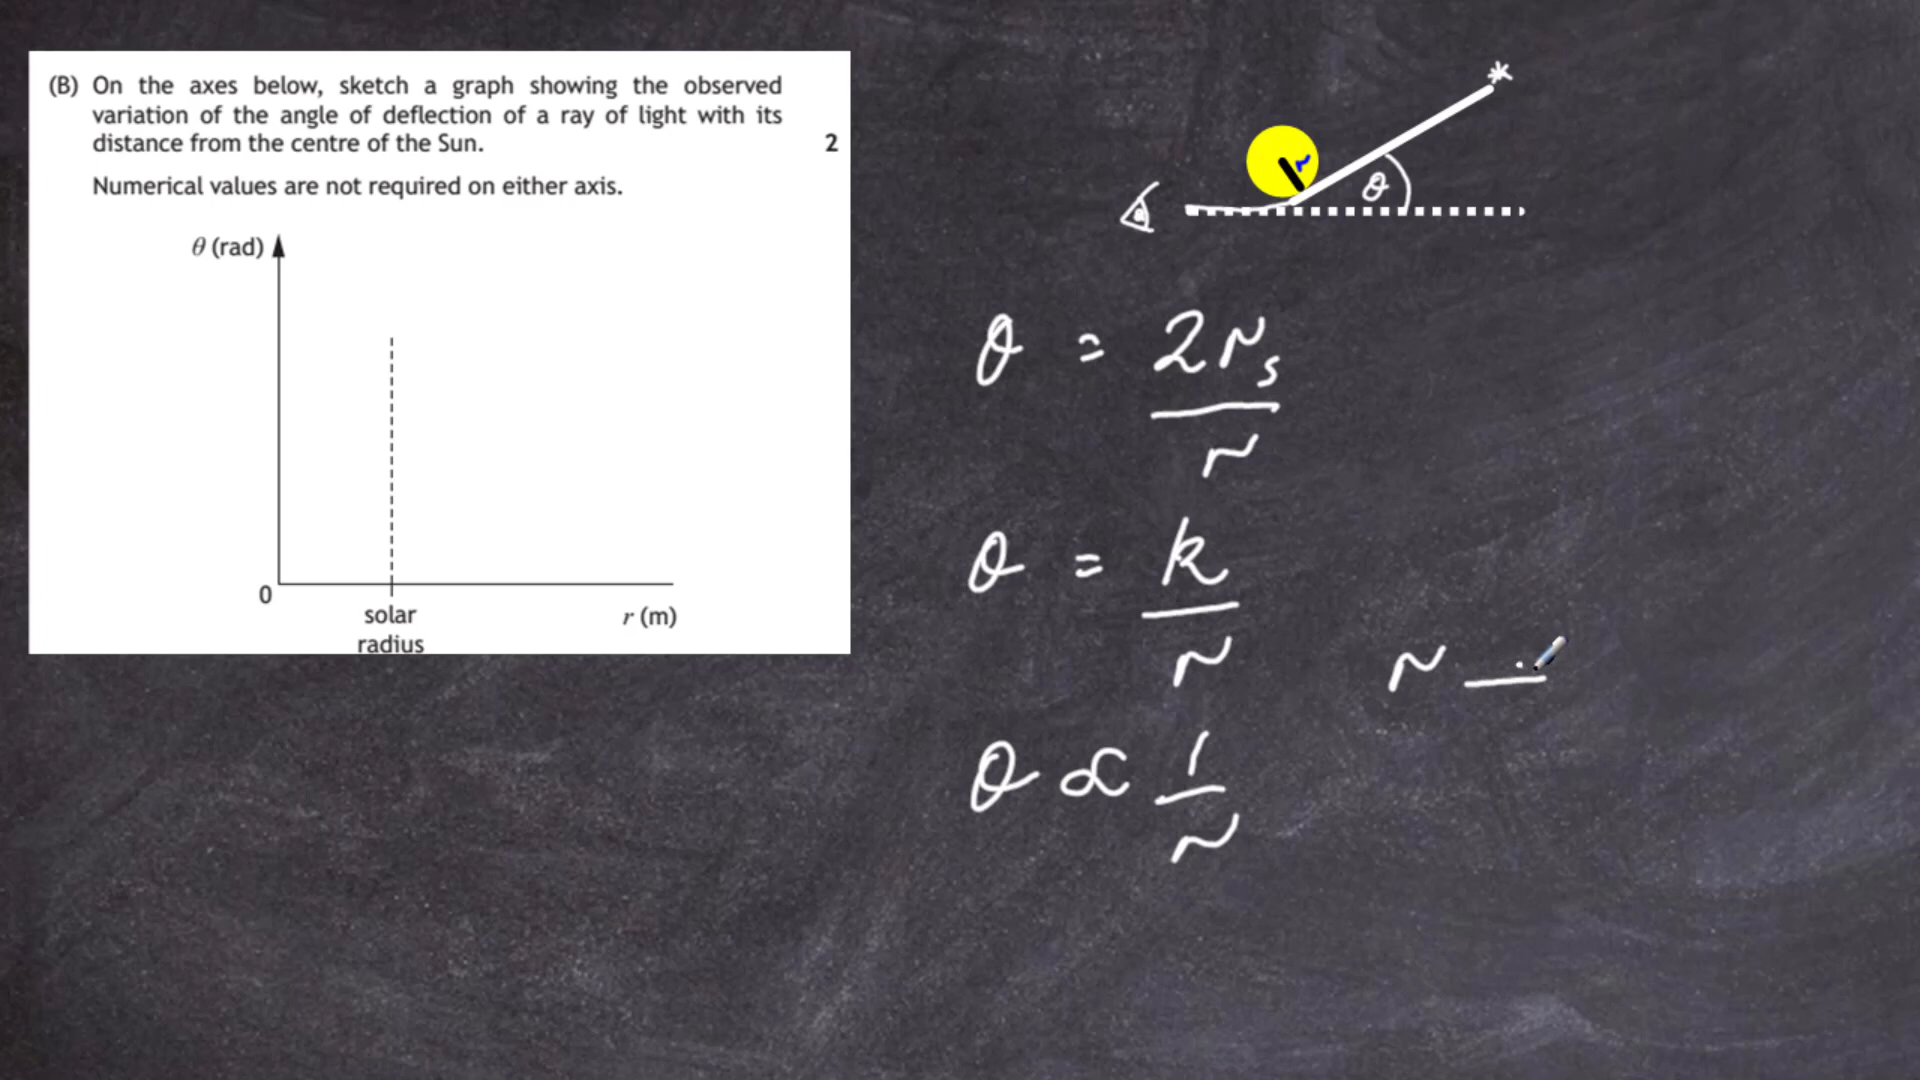 (B) On the axes below, sketch a graph showing the observed
variation of the angle of deflection of a ray of light with its
distance from the centre of the Sun. 2
Numerical values are not required on either axis.
θ (rad)
0
solar
radius
r (m)
r
θ
θ = 2r_s
r
θ = k
r
r
θ ∝ 1
r